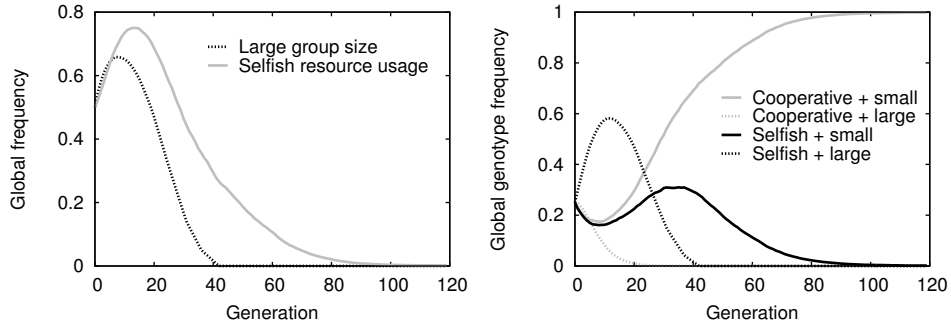 Global frequency
0.8
0.6
0.4
0.2
0
0 20 40 60 80 100 120
Generation
Large group size
Selfish resource usage
Global genotype frequency
1
0.8
0.6
0.4
0.2
0
0 20 40 60 80 100 120
Generation
Cooperative + small
Cooperative + large
Selfish + small
Selfish + large